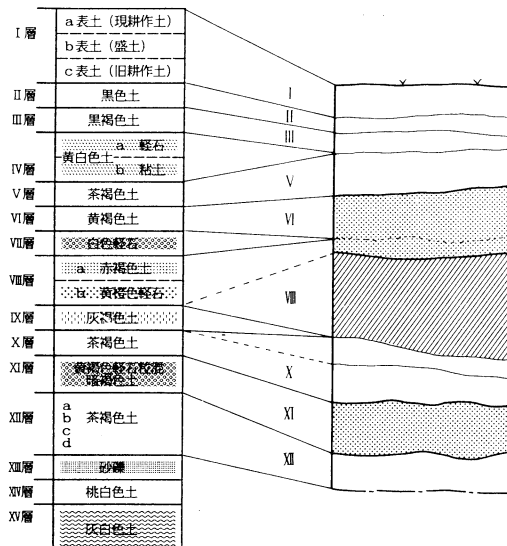 Ⅰ層
a 表土（現耕作土）
b 表土（盛土）
c 表土（旧耕作土）
Ⅱ層 黒色土
Ⅲ層 黒褐色土
Ⅳ層 黄白色土
a 軽石
b 粘土
Ⅴ層 茶褐色土
Ⅵ層 黄褐色土
Ⅶ層 白色軽石
Ⅷ層
a 赤褐色土
b 黄橙色軽石
Ⅸ層 灰褐色土
Ⅹ層 茶褐色土
Ⅺ層 黄褐色軽石粒混
暗褐色土
Ⅻ層 茶褐色土
a
b
c
d
XIII層 砂礫
XIV層 桃白色土
XV層 灰白色土
Ⅰ
Ⅱ
Ⅲ
Ⅴ
Ⅵ
Ⅷ
Ⅹ
Ⅺ
Ⅻ